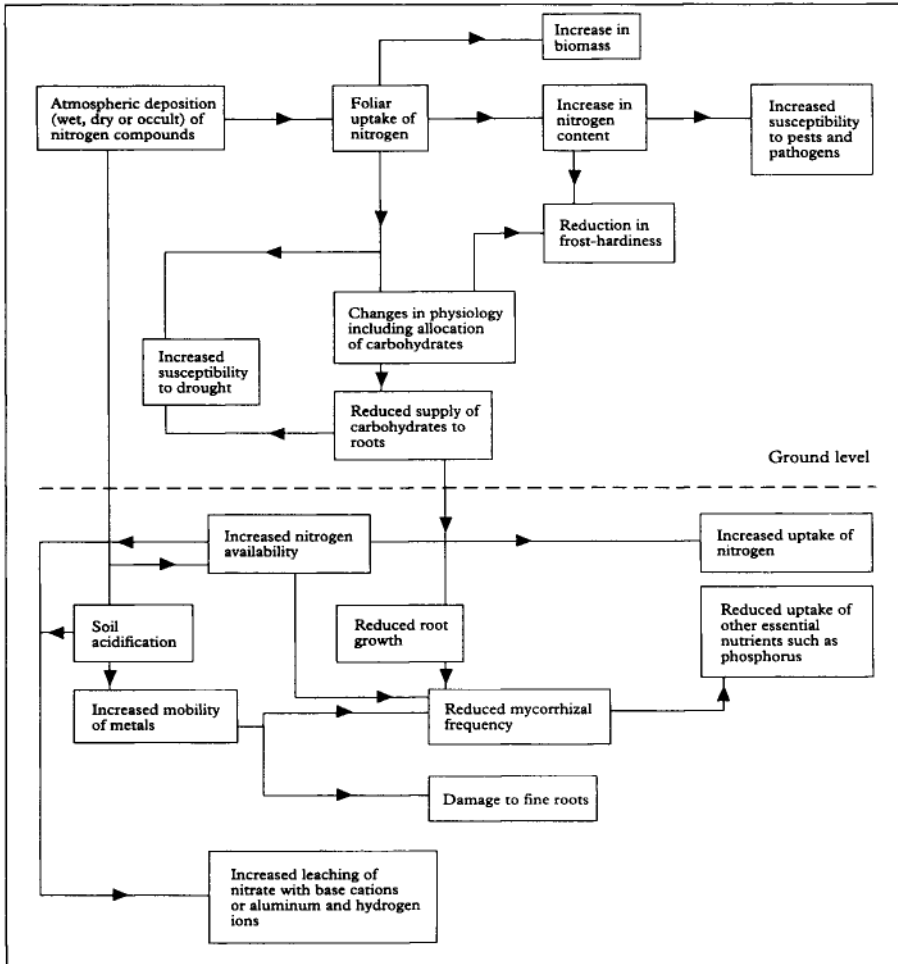 Increase in
biomass
Atmospheric deposition
(wet, dry or occult) of
nitrogen compounds
Foliar
uptake of
nitrogen
Increase in
nitrogen
content
Increased
susceptibility
to pests and
pathogens
Reduction in
frost-hardiness
Changes in physiology
including allocation
of carbohydrates
Increased
susceptibility
to drought
Reduced supply of
carbohydrates to
roots
Ground level
Increased nitrogen
availability
Increased uptake of
nitrogen
Soil
acidification
Reduced root
growth
Reduced uptake of
other essential
nutrients such as
phosphorus
Increased mobility
of metals
Reduced mycorrhizal
frequency
Damage to fine roots
Increased leaching of
nitrate with base cations
or aluminum and hydrogen
ions